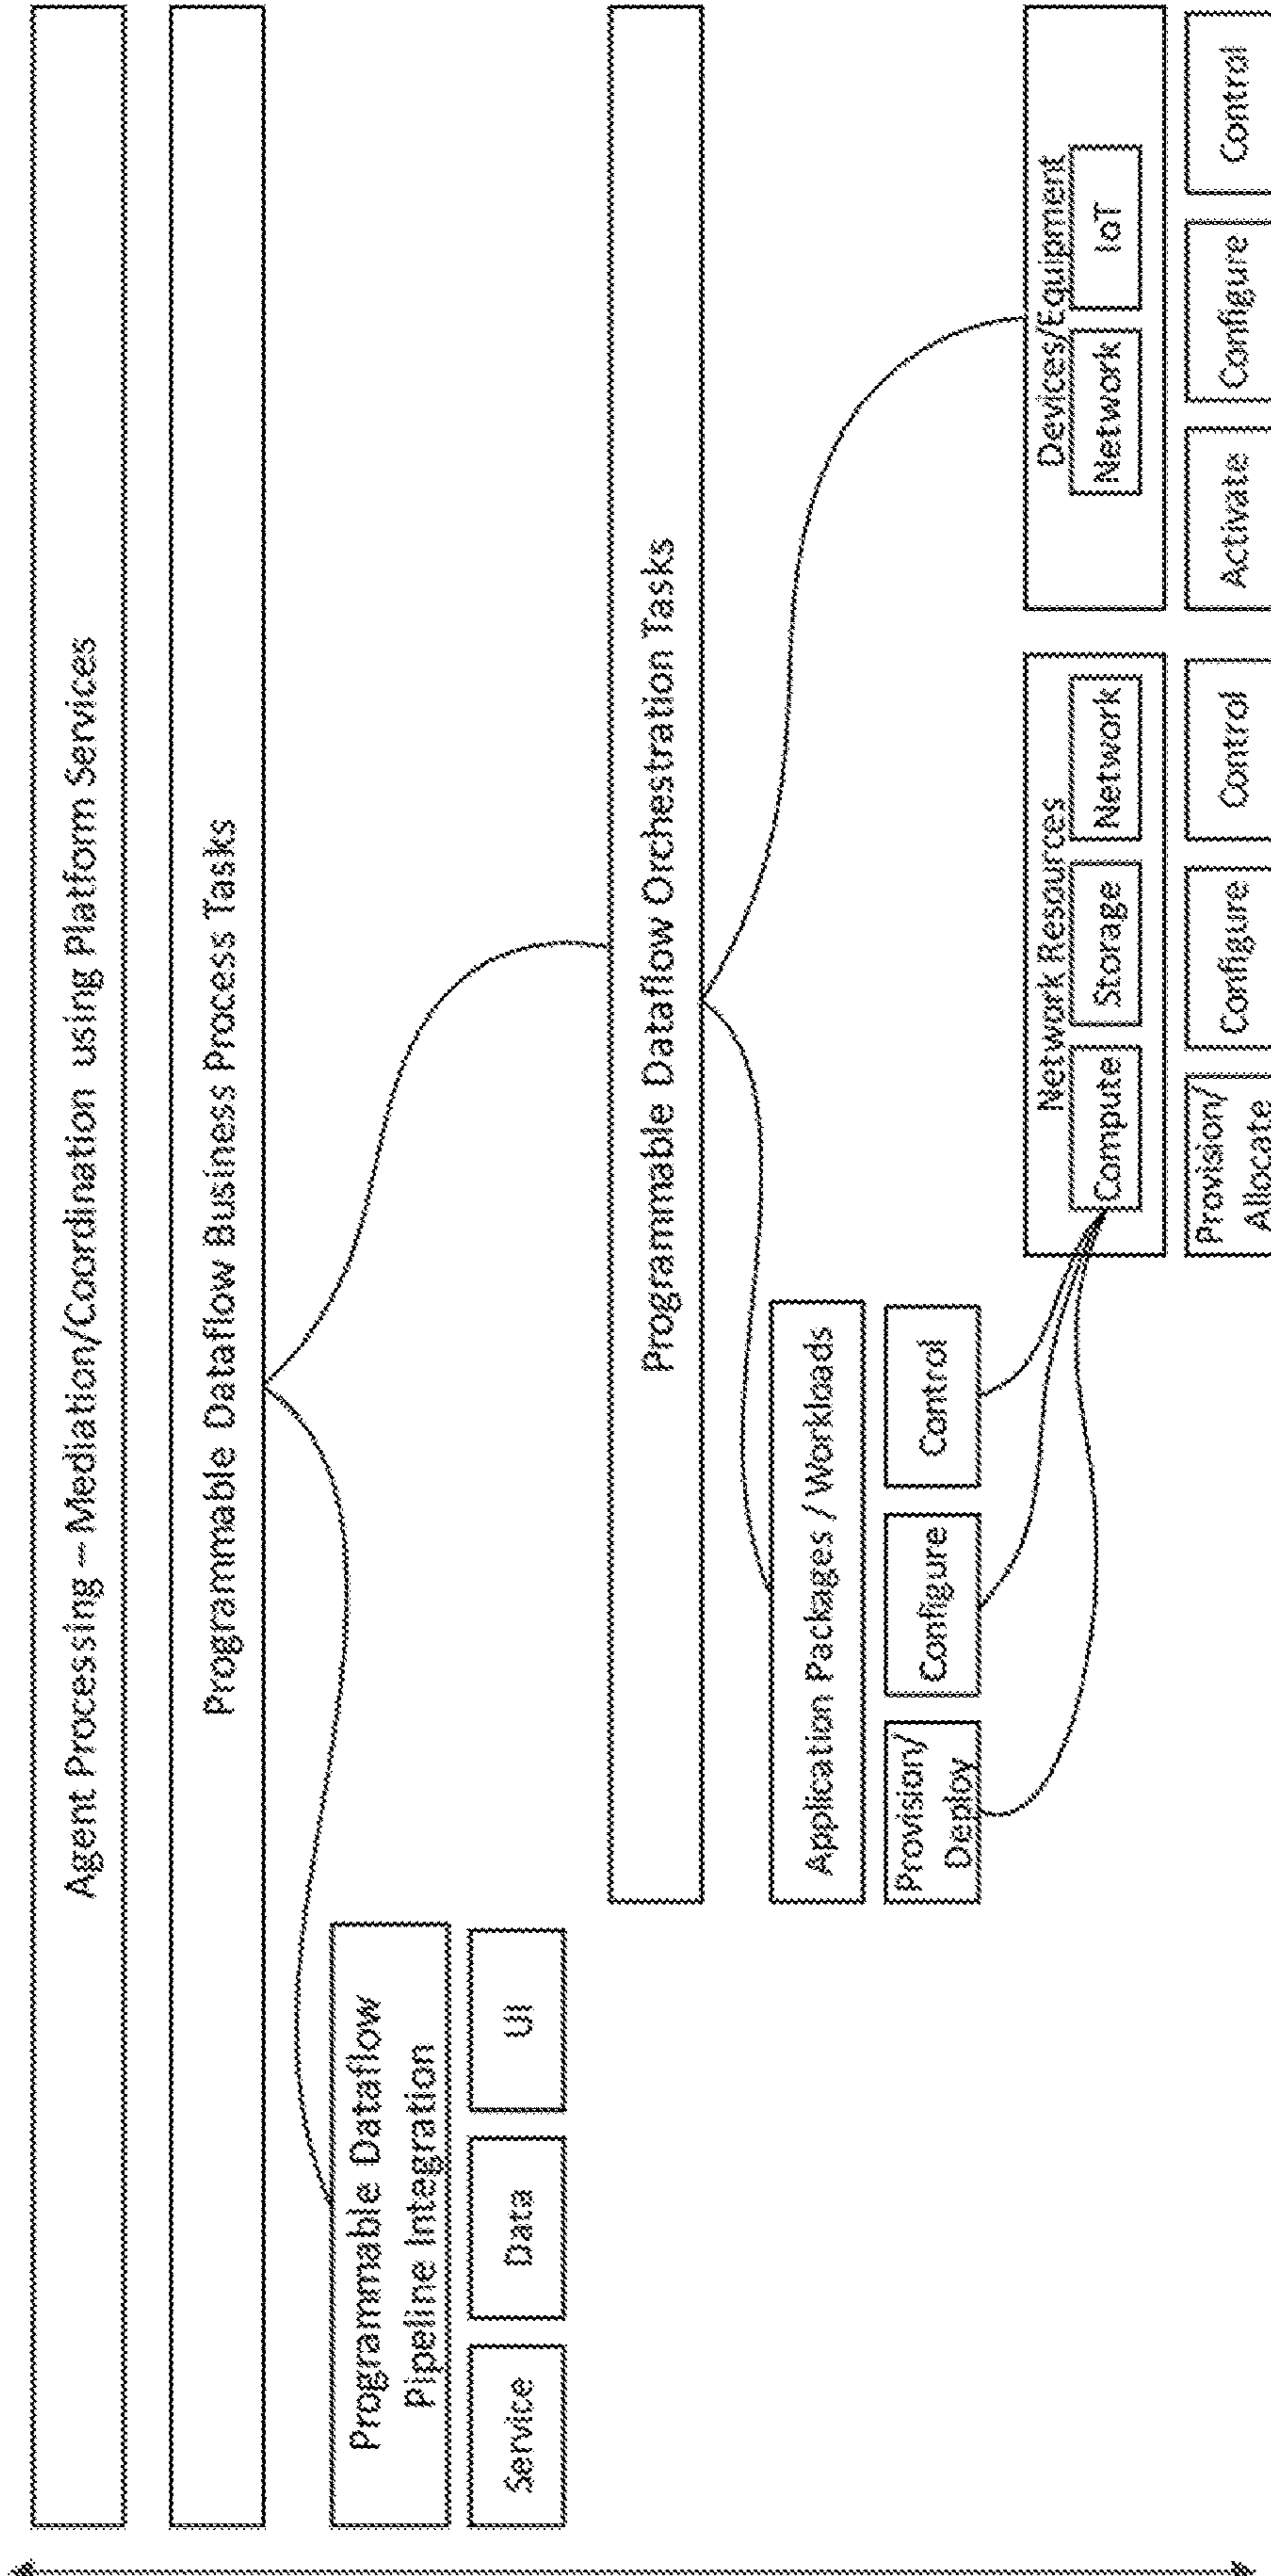 Agent Processing – Mediation/Coordination using Platform Services
Programmable Dataflow Business Process Tasks
Programmable Dataflow
Pipeline Integration
Service
Data
UI
Programmable Dataflow Orchestration Tasks
Application Packages / Workloads
Provision/
Deploy
Configure
Control
Network Resources
Compute
Storage
Network
Provision/
Allocate
Configure
Control
Devices/Equipment
Network
IoT
Activate
Configure
Control